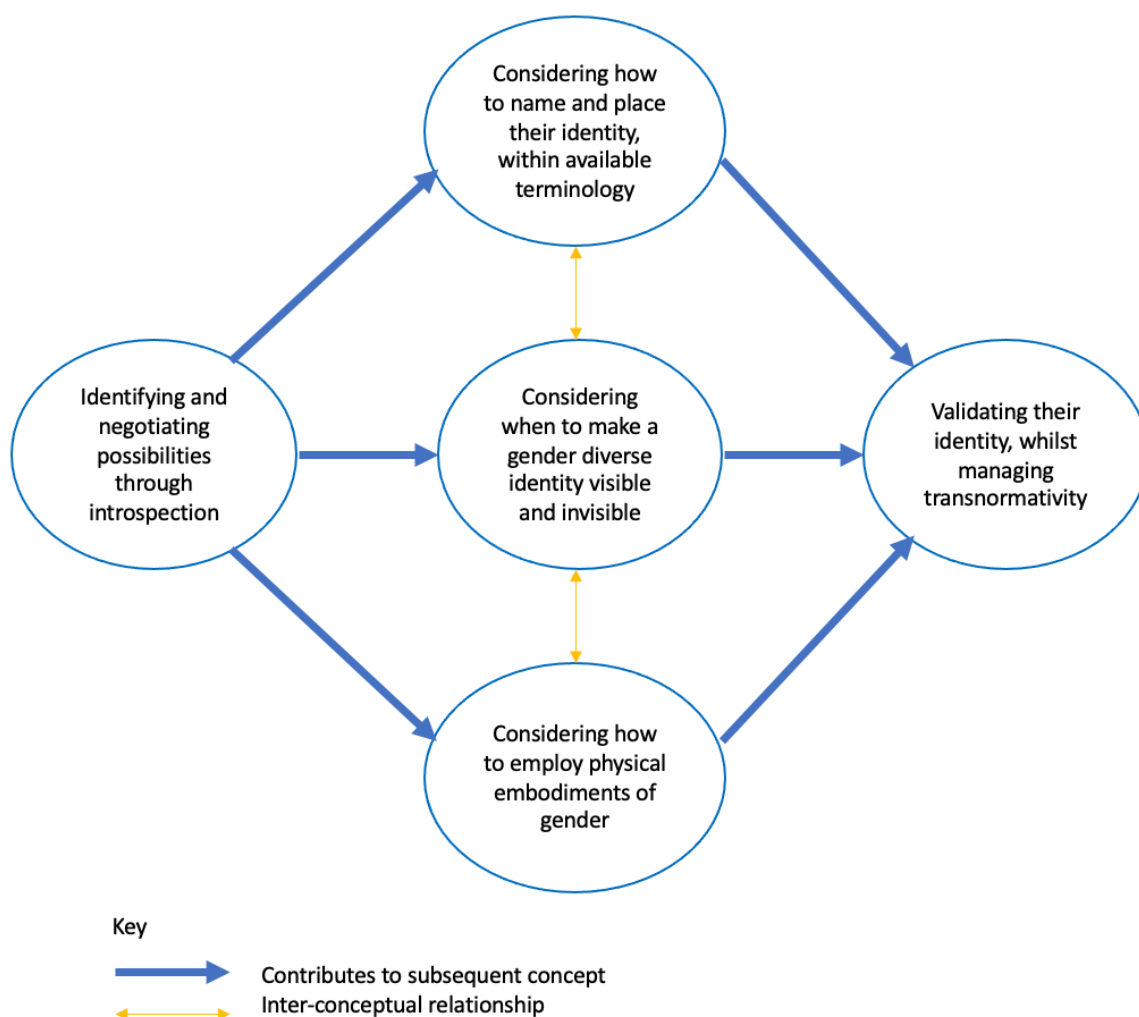 Considering how
to name and place
their identity,
within available
terminology
Identifying and
negotiating
possibilities
through
introspection
Considering
when to make a
gender diverse
identity visible
and invisible
Validating their
identity, whilst
managing
transnormativity
Considering how
to employ physical
embodiments of
gender
Key
Contributes to subsequent concept
Inter-conceptual relationship